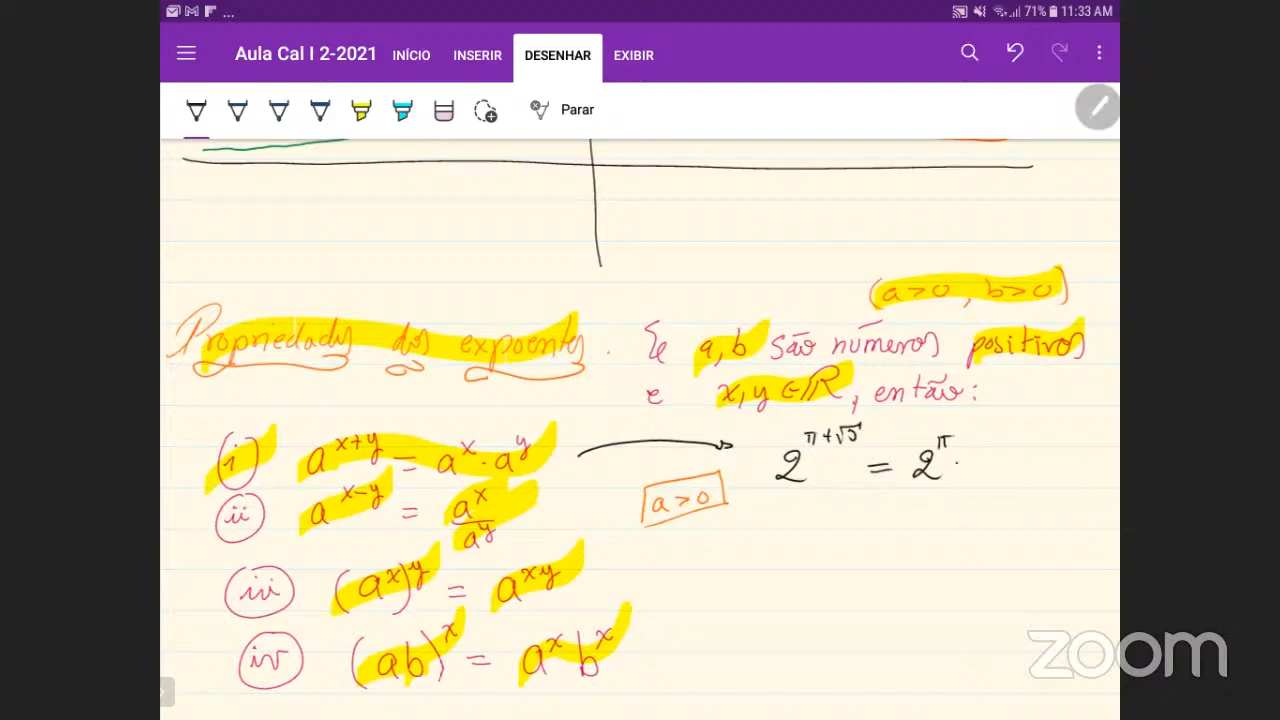 ... 71% 11:33 AM
Aula Cal I 2-2021 INÍCIO INSERIR DESENHAR EXIBIR
Parar
(a>0, b>0)
Propriedades dos expoentes. Se a, b são números positivos
e x, y ∈ ℝ, então:
(i) a^{x+y} = a^x · a^y → 2^{π+√5} = 2^π ·
(ii) a^{x-y} = a^x / a^y
a>0
(iii) (a^x)^y = a^{xy}
(iv) (ab)^x = a^x b^x
zoom